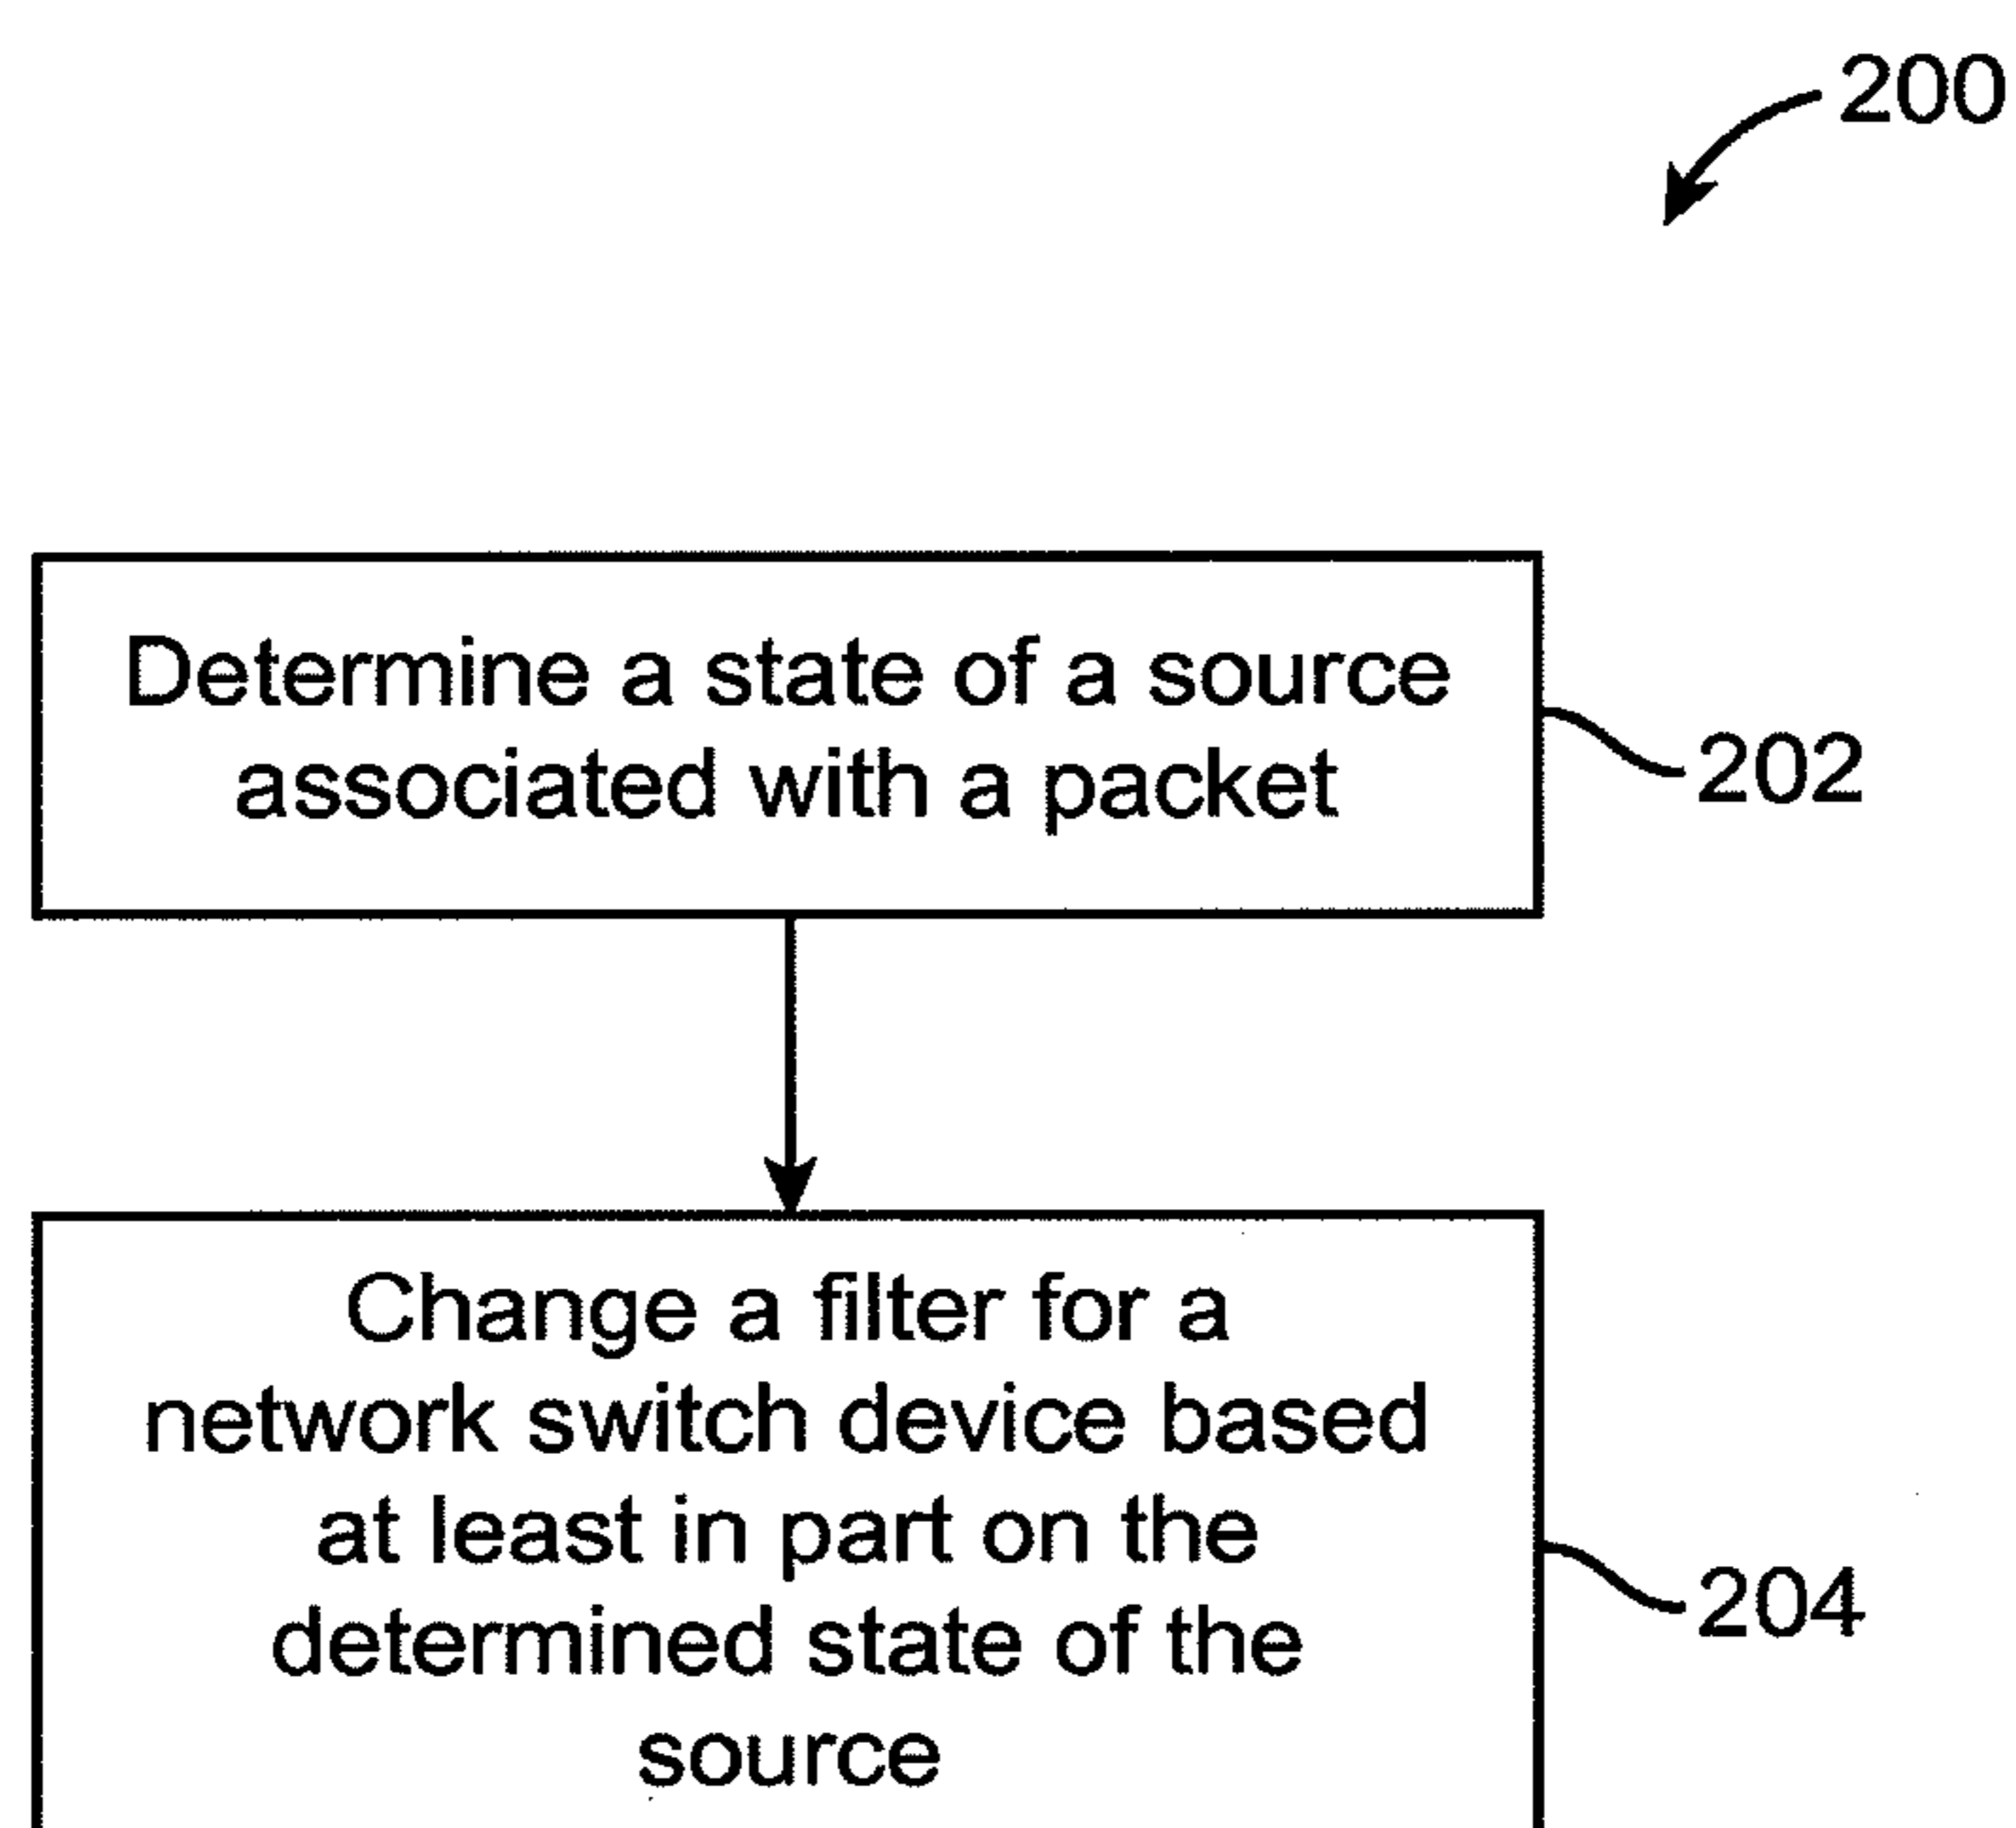 200
Determine a state of a source
associated with a packet
202
Change a filter for a
network switch device based
at least in part on the
determined state of the
source
204